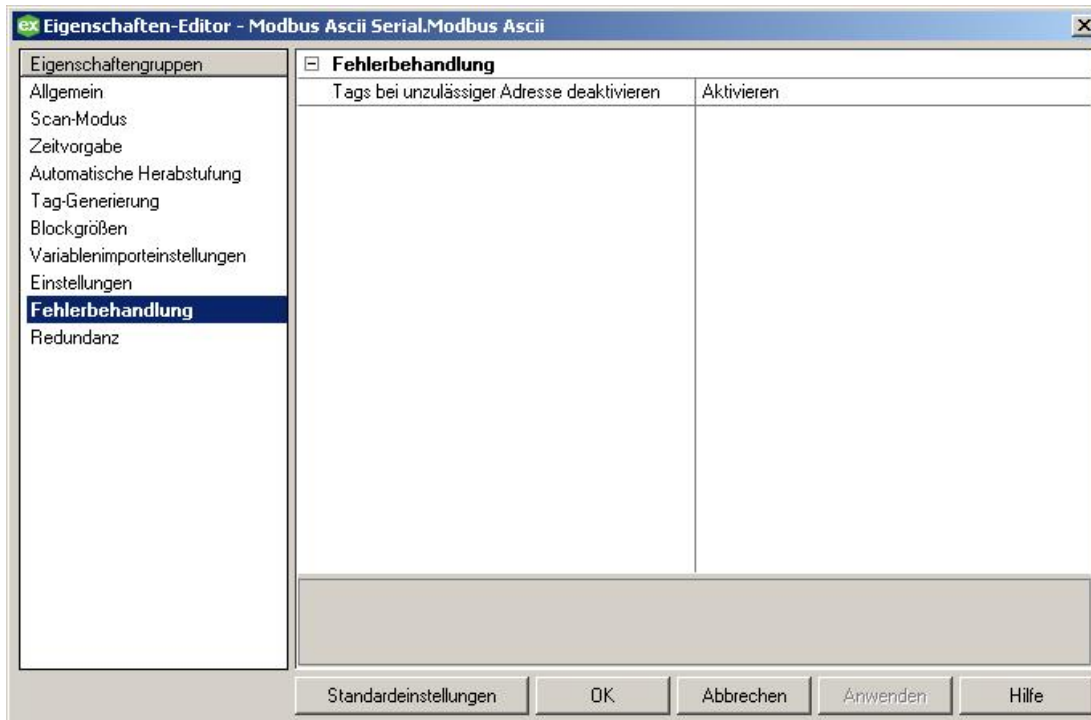 ex Eigenschaften-Editor - Modbus Ascii Serial.Modbus Ascii
Eigenschaftengruppen
Allgemein
Scan-Modus
Zeitvorgabe
Automatische Herabstufung
Tag-Generierung
Blockgrößen
Variablenimporteinstellungen
Einstellungen
Fehlerbehandlung
Redundanz
Fehlerbehandlung
Tags bei unzulässiger Adresse deaktivieren Aktivieren
Standardeinstellungen OK Abbrechen Anwenden Hilfe